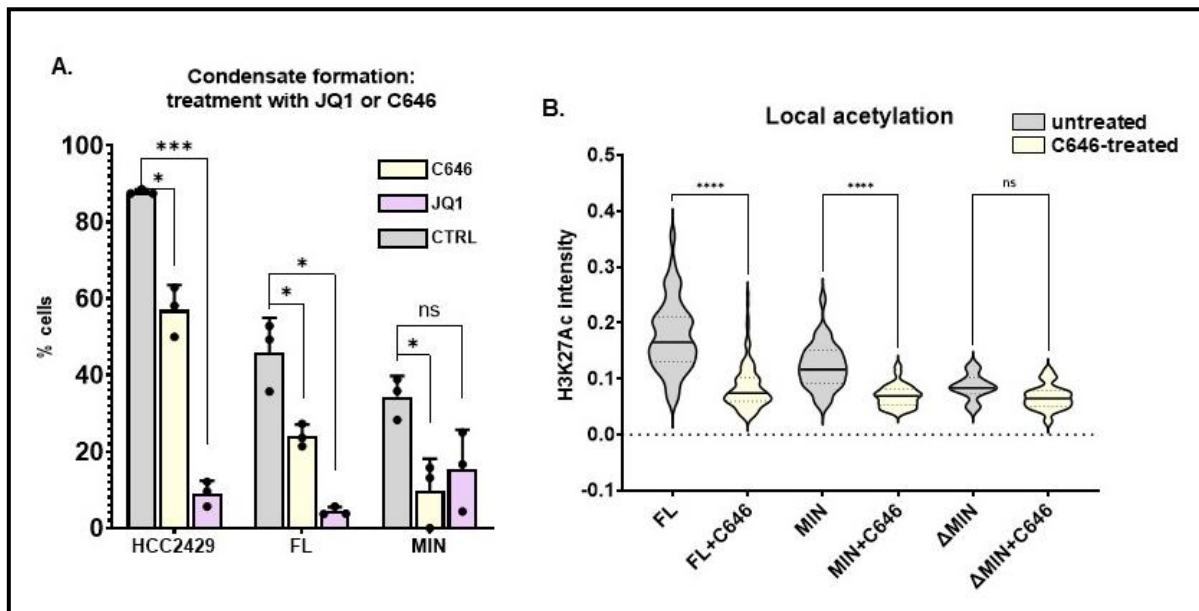 A.
Condensate formation:
treatment with JQ1 or C646
% cells
100
80
60
40
20
0
***
*
*
*
ns
*
C646
JQ1
CTRL
HCC2429
FL
MIN
B.
Local acetylation
untreated
C646-treated
H3K27Ac Intensity
0.5
0.4
0.3
0.2
0.1
0.0
-0.1
****
****
ns
FL
FL+C646
MIN
MIN+C646
ΔMIN
ΔMIN+C646